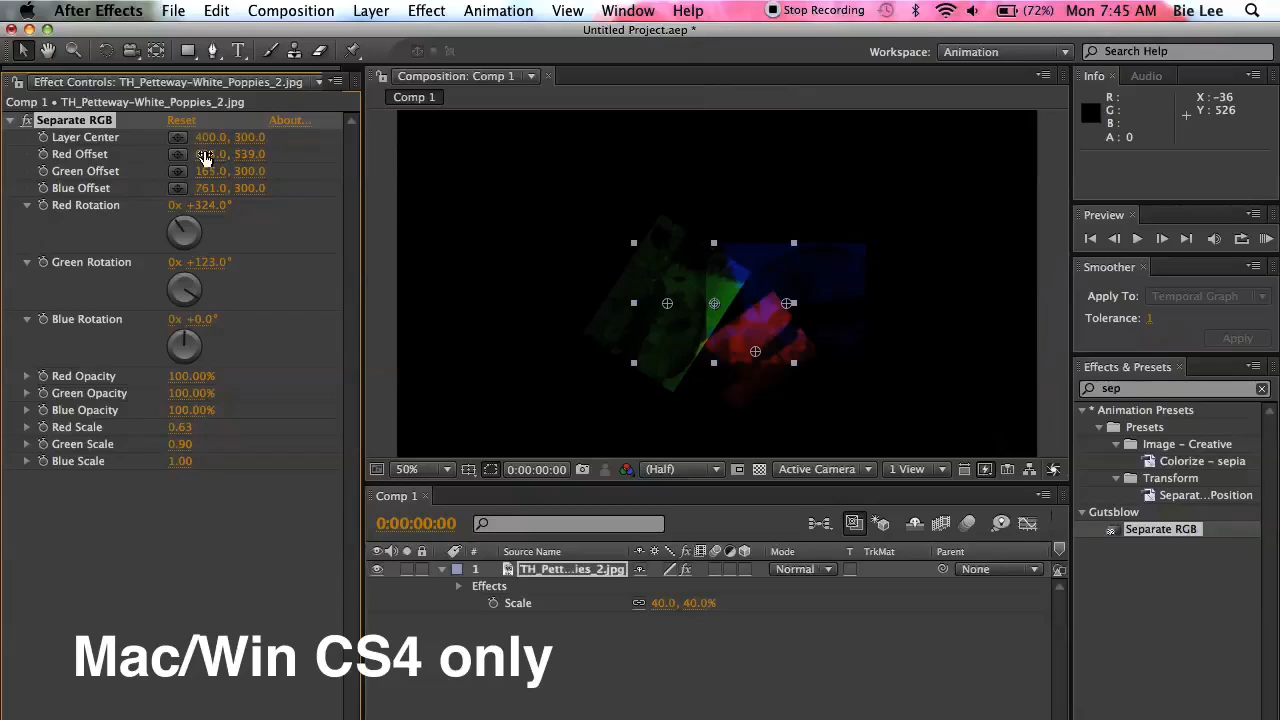 After Effects File Edit Composition Layer Effect Animation View Window Help Stop Recording (72%) Mon 7:45 AM Bie Lee
Untitled Project.aep *
Workspace: Animation Search Help
Effect Controls: TH_Petteway-White_Poppies_2.jpg
Comp 1 • TH_Petteway-White_Poppies_2.jpg
fx Separate RGB Reset About...
Layer Center 400.0, 300.0
Red Offset 539.0
Green Offset 165.0, 300.0
Blue Offset 761.0, 300.0
Red Rotation 0x +324.0°
Green Rotation 0x +123.0°
Blue Rotation 0x +0.0°
Red Opacity 100.00%
Green Opacity 100.00%
Blue Opacity 100.00%
Red Scale 0.63
Green Scale 0.90
Blue Scale 1.00
Composition: Comp 1
Comp 1
50% 0:00:00:00 (Half) Active Camera 1 View
Info Audio
R: X: -36
G: Y: 526
B:
A: 0
Preview
Smoother
Apply To: Temporal Graph
Tolerance: 1
Apply
Effects & Presets
sep
* Animation Presets
Presets
Image – Creative
Colorize – sepia
Transform
Separat...Position
Gutsblow
Separate RGB
Comp 1
0:00:00:00
# Source Name fx Mode T TrkMat Parent
1 TH_Pett...ies_2.jpg fx Normal None
Effects
Scale 40.0, 40.0%
Mac/Win CS4 only